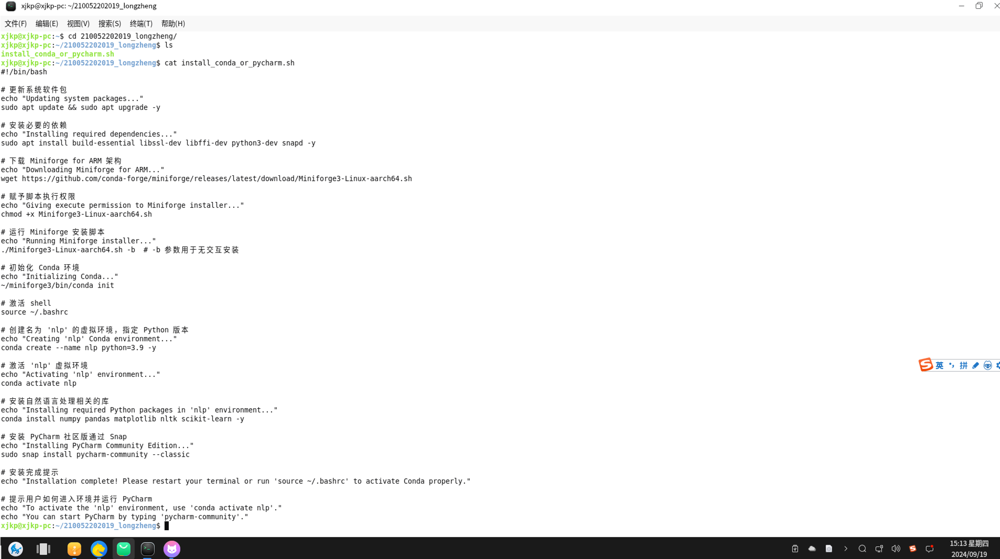 xjkp@xjkp-pc: ~/210052202019_longzheng
文件(F) 编辑(E) 视图(V) 搜索(S) 终端(T) 帮助(H)
xjkp@xjkp-pc:~$ cd 210052202019_longzheng/
xjkp@xjkp-pc:~/210052202019_longzheng$ ls
install_conda_or_pycharm.sh
xjkp@xjkp-pc:~/210052202019_longzheng$ cat install_conda_or_pycharm.sh
#!/bin/bash
# 更新系统软件包
echo "Updating system packages..."
sudo apt update && sudo apt upgrade -y
# 安装必要的依赖
echo "Installing required dependencies..."
sudo apt install build-essential libssl-dev libffi-dev python3-dev snapd -y
# 下载 Miniforge for ARM 架构
echo "Downloading Miniforge for ARM..."
wget https://github.com/conda-forge/miniforge/releases/latest/download/Miniforge3-Linux-aarch64.sh
# 赋予脚本执行权限
echo "Giving execute permission to Miniforge installer..."
chmod +x Miniforge3-Linux-aarch64.sh
# 运行 Miniforge 安装脚本
echo "Running Miniforge installer..."
./Miniforge3-Linux-aarch64.sh -b  # -b 参数用于无交互安装
# 初始化 Conda 环境
echo "Initializing Conda..."
~/miniforge3/bin/conda init
# 激活 shell
source ~/.bashrc
# 创建名为 'nlp' 的虚拟环境，指定 Python 版本
echo "Creating 'nlp' Conda environment..."
conda create --name nlp python=3.9 -y
# 激活 'nlp' 虚拟环境
echo "Activating 'nlp' environment..."
conda activate nlp
# 安装自然语言处理相关的库
echo "Installing required Python packages in 'nlp' environment..."
conda install numpy pandas matplotlib nltk scikit-learn -y
# 安装 PyCharm 社区版通过 Snap
echo "Installing PyCharm Community Edition..."
sudo snap install pycharm-community --classic
# 安装完成提示
echo "Installation complete! Please restart your terminal or run 'source ~/.bashrc' to activate Conda properly."
# 提示用户如何进入环境并运行 PyCharm
echo "To activate the 'nlp' environment, use 'conda activate nlp'."
echo "You can start PyCharm by typing 'pycharm-community'."
xjkp@xjkp-pc:~/210052202019_longzheng$
英 拼
15:13 星期四
2024/09/19